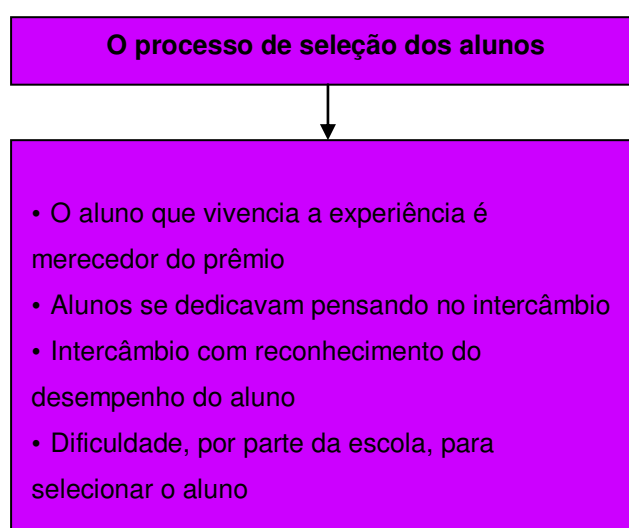 O processo de seleção dos alunos
• O aluno que vivencia a experiência é
merecedor do prêmio
• Alunos se dedicavam pensando no intercâmbio
• Intercâmbio com reconhecimento do
desempenho do aluno
• Dificuldade, por parte da escola, para
selecionar o aluno